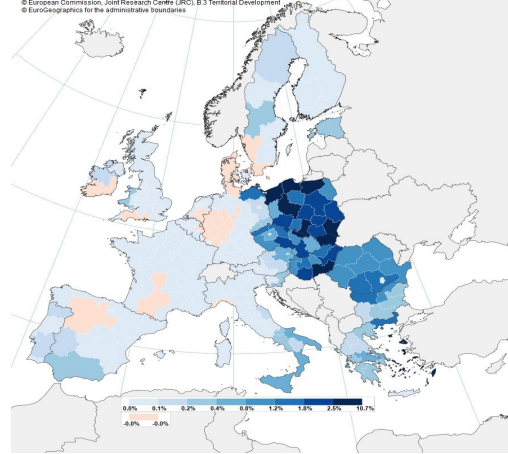 © European Commission, Joint Research Centre (JRC), B.3 Territorial Development
© EuroGeographics for the administrative boundaries
0.0% 0.1% 0.2% 0.4% 0.8% 1.2% 1.8% 2.5% 10.7%
-0.0% -0.0%